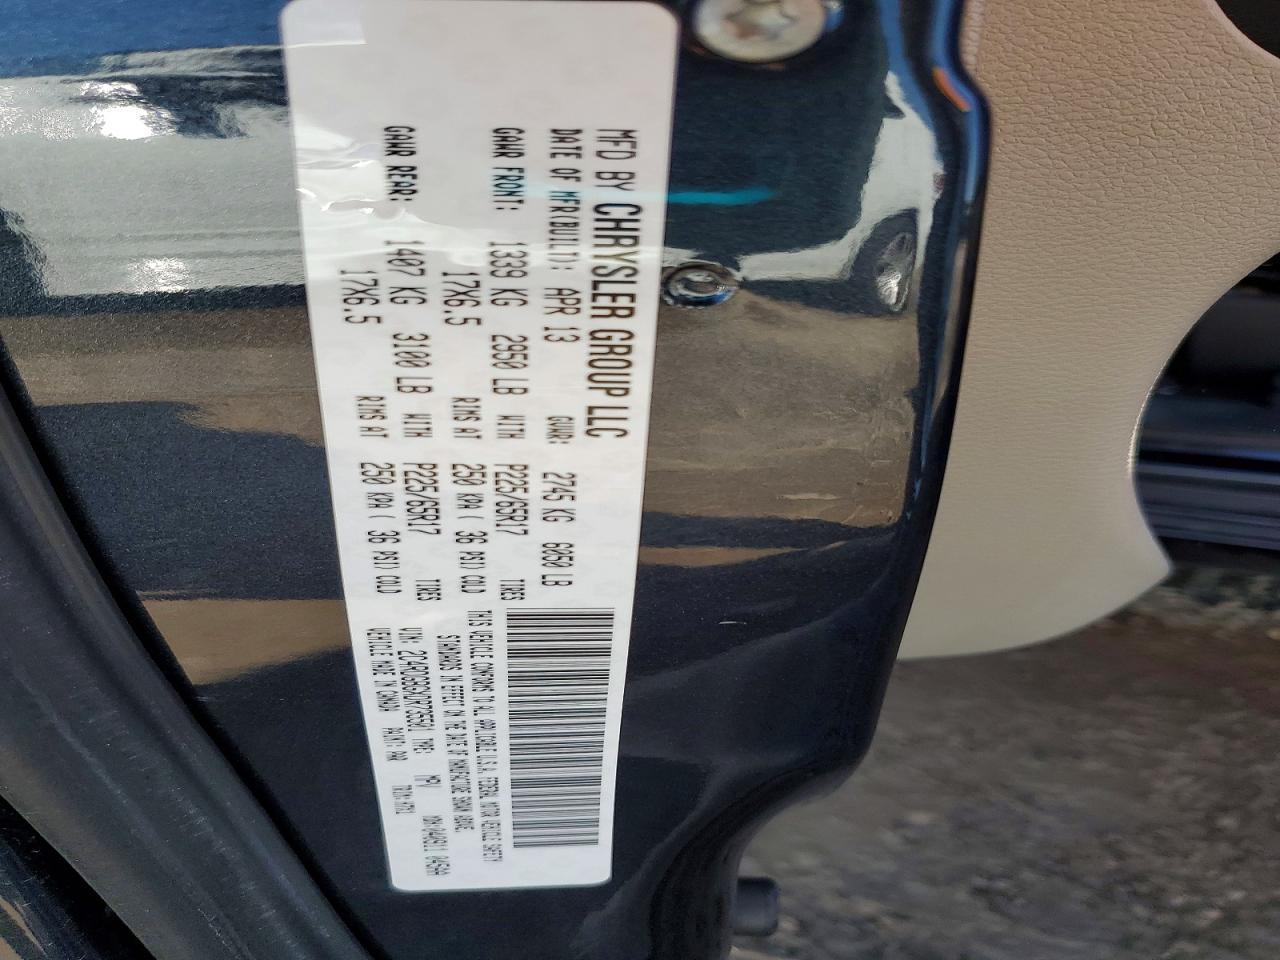 MFD BY CHRYSLER GROUP LLC
DATE OF MFR(BUILT): APR 13 GVWR: 2745 KG 6050 LB
GAWR FRONT: 1339 KG 2950 LB WITH P225/65R17 TIRES
17X6.5 RIMS AT 250 KPA ( 36 PSI) COLD
GAWR REAR: 1407 KG 3100 LB WITH P225/65R17 TIRES
17X6.5 RIMS AT 250 KPA ( 36 PSI) COLD
THIS VEHICLE CONFORMS TO ALL APPLICABLE U.S.A. FEDERAL MOTOR VEHICLE SAFETY
STANDARDS IN EFFECT ON THE DATE OF MANUFACTURE SHOWN ABOVE.
VIN: TYPE: MPV
VEHICLE MADE IN CANADA PAINT: